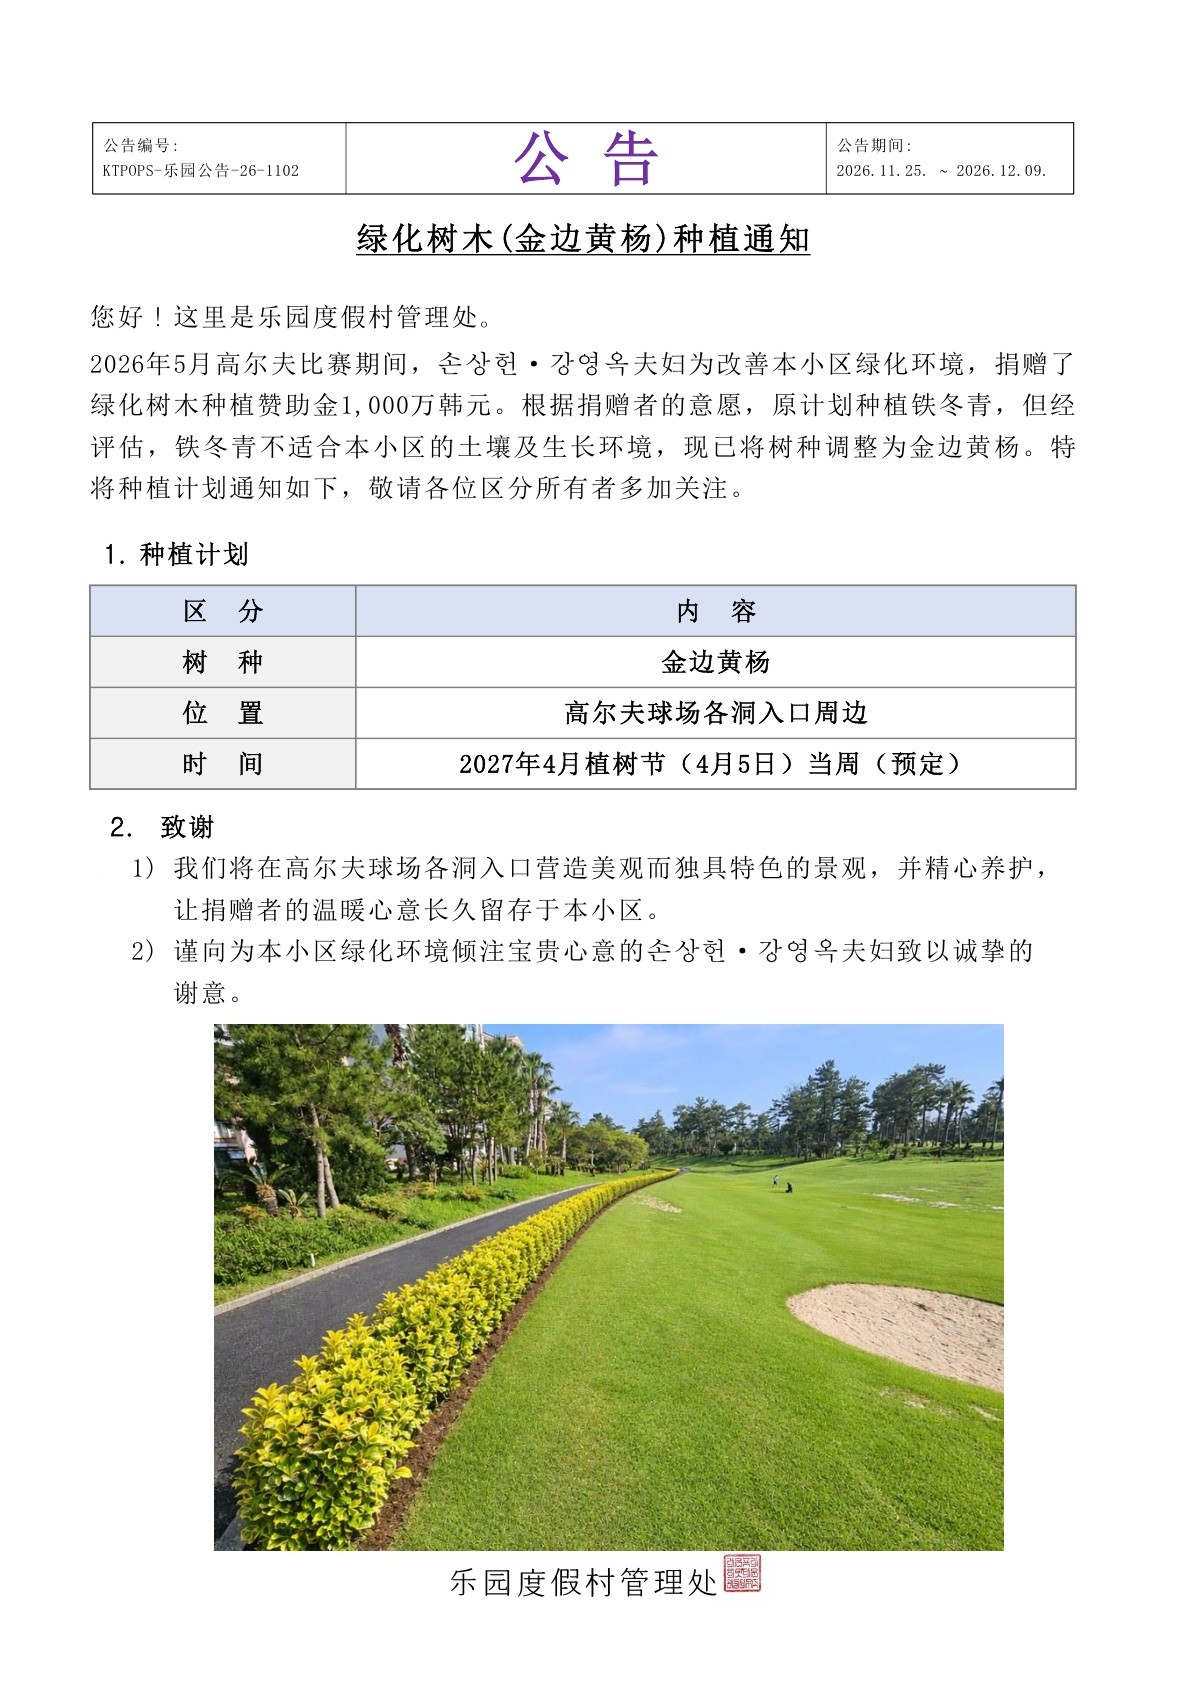 公告编号:
KTPOPS-乐园公告-26-1102
公 告
公告期间:
2026.11.25. ~ 2026.12.09.
绿化树木(金边黄杨)种植通知
您好！这里是乐园度假村管理处。
2026年5月高尔夫比赛期间，손상헌·강영옥夫妇为改善本小区绿化环境，捐赠了
绿化树木种植赞助金1,000万韩元。根据捐赠者的意愿，原计划种植铁冬青，但经
评估，铁冬青不适合本小区的土壤及生长环境，现已将树种调整为金边黄杨。特
将种植计划通知如下，敬请各位区分所有者多加关注。
1. 种植计划
区 分 内 容
树 种 金边黄杨
位 置 高尔夫球场各洞入口周边
时 间 2027年4月植树节（4月5日）当周（预定）
2. 致谢
1) 我们将在高尔夫球场各洞入口营造美观而独具特色的景观，并精心养护，
让捐赠者的温暖心意长久留存于本小区。
2) 谨向为本小区绿化环境倾注宝贵心意的손상헌·강영옥夫妇致以诚挚的
谢意。
乐园度假村管理处